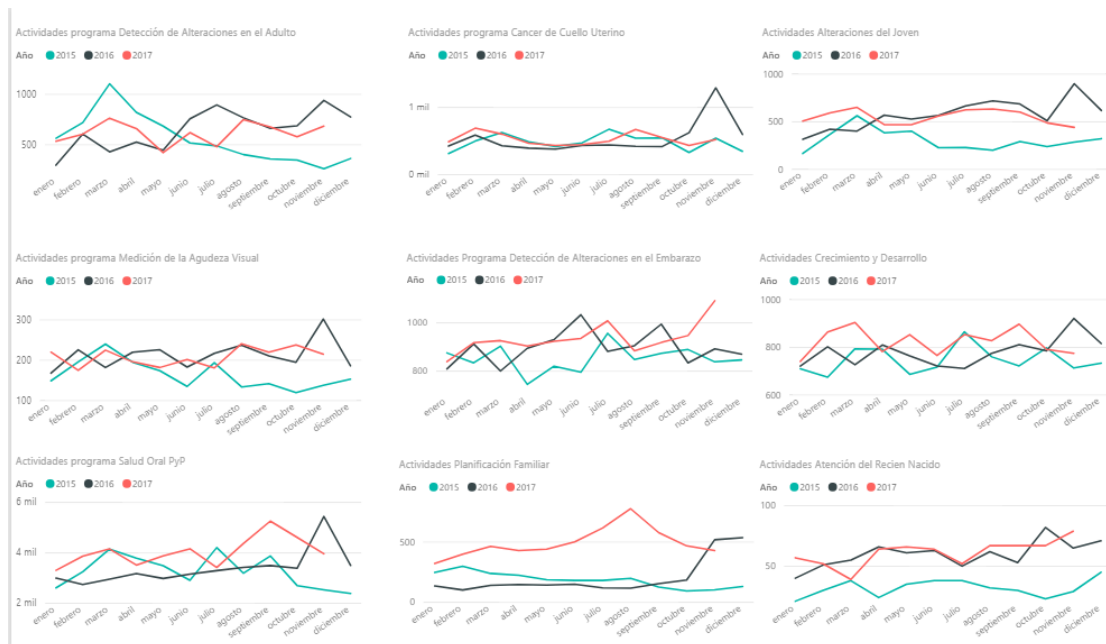 Actividades programa Detección de Alteraciones en el Adulto
Año 2015 2016 2017
1000
500
enero febrero marzo abril mayo junio julio agosto septiembre octubre noviembre diciembre
Actividades programa Cancer de Cuello Uterino
Año 2015 2016 2017
1 mil
0 mil
enero febrero marzo abril mayo junio julio agosto septiembre octubre noviembre diciembre
Actividades Alteraciones del Joven
Año 2015 2016 2017
1000
500
0
enero febrero marzo abril mayo junio julio agosto septiembre octubre noviembre diciembre
Actividades programa Medición de la Agudeza Visual
Año 2015 2016 2017
300
200
100
enero febrero marzo abril mayo junio julio agosto septiembre octubre noviembre diciembre
Actividades Programa Detección de Alteraciones en el Embarazo
Año 2015 2016 2017
1000
800
enero febrero marzo abril mayo junio julio agosto septiembre octubre noviembre diciembre
Actividades Crecimiento y Desarrollo
Año 2015 2016 2017
1000
800
600
enero febrero marzo abril mayo junio julio agosto septiembre octubre noviembre diciembre
Actividades programa Salud Oral PyP
Año 2015 2016 2017
6 mil
4 mil
2 mil
enero febrero marzo abril mayo junio julio agosto septiembre octubre noviembre diciembre
Actividades Planificación Familiar
Año 2015 2016 2017
500
0
enero febrero marzo abril mayo junio julio agosto septiembre octubre noviembre diciembre
Actividades Atención del Recien Nacido
Año 2015 2016 2017
100
50
enero febrero marzo abril mayo junio julio agosto septiembre octubre noviembre diciembre